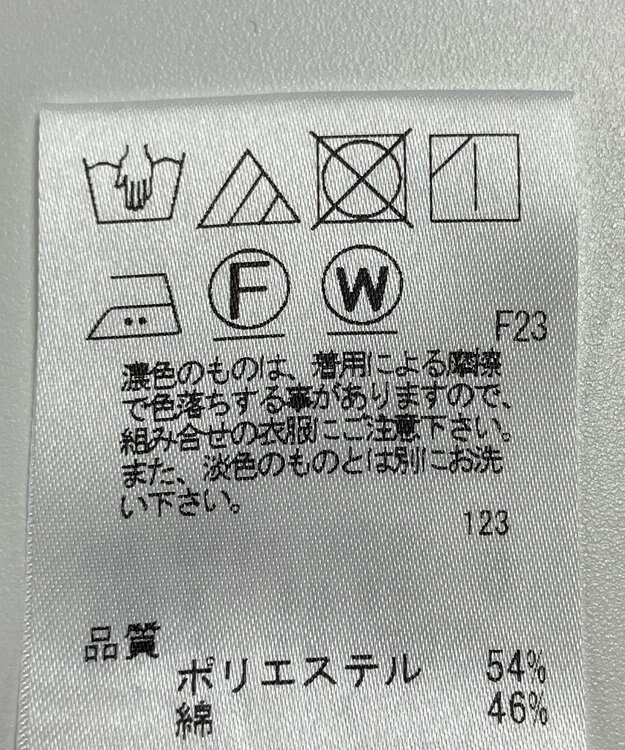 F
W
F23
濃色のものは、着用による摩擦
で色落ちする事がありますので、
組み合せの衣服にご注意下さい。
また、淡色のものとは別にお洗
い下さい。
123
品質
ポリエステル 54%
綿 46%